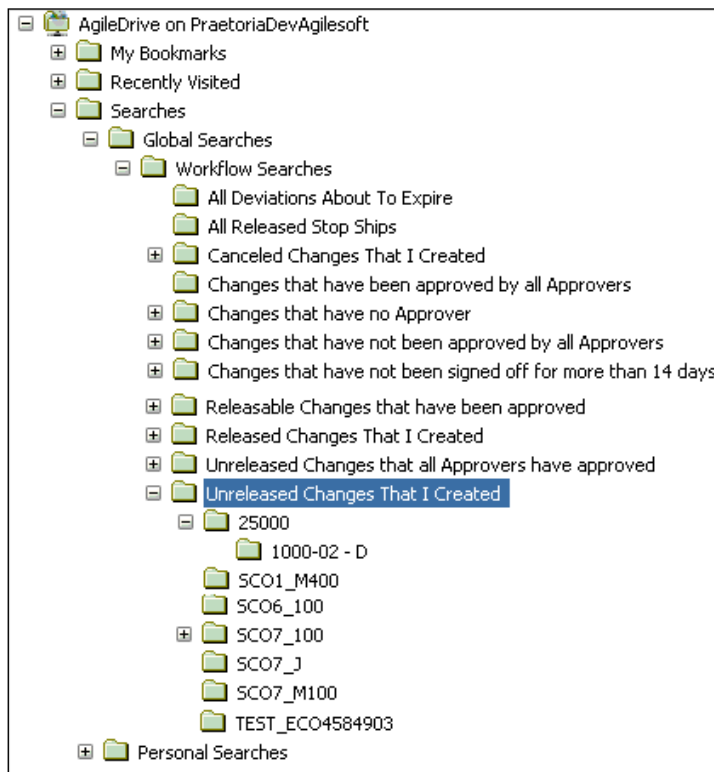 AgileDrive on PraetoriaDevAgilesoft
My Bookmarks
Recently Visited
Searches
Global Searches
Workflow Searches
All Deviations About To Expire
All Released Stop Ships
Canceled Changes That I Created
Changes that have been approved by all Approvers
Changes that have no Approver
Changes that have not been approved by all Approvers
Changes that have not been signed off for more than 14 days
Releasable Changes that have been approved
Released Changes That I Created
Unreleased Changes that all Approvers have approved
Unreleased Changes That I Created
25000
1000-02 - D
SCO1_M400
SCO6_100
SCO7_100
SCO7_J
SCO7_M100
TEST_ECO4584903
Personal Searches